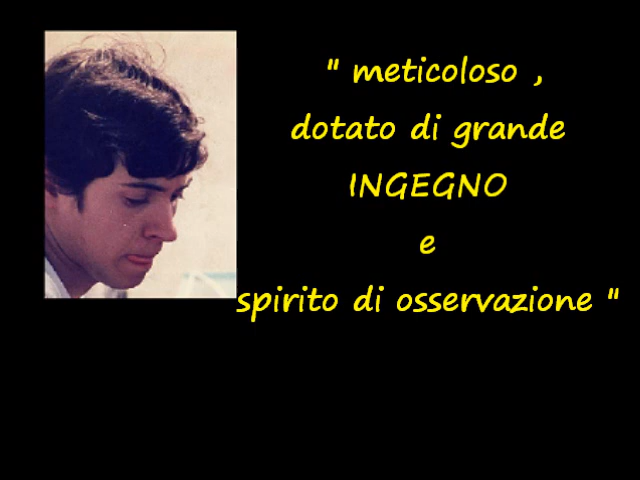 " meticoloso ,
dotato di grande
INGEGNO
e
spirito di osservazione "